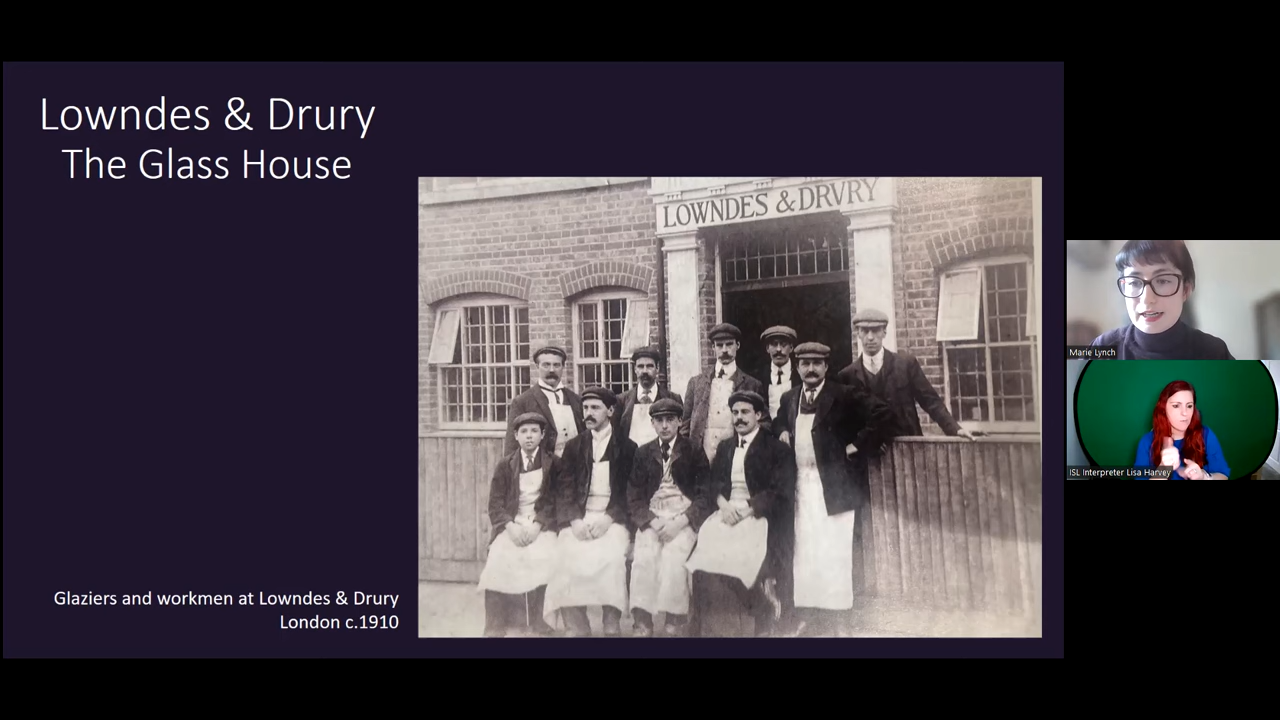 Lowndes & Drury
The Glass House
LOWNDES & DRVRY
Glaziers and workmen at Lowndes & Drury
London c.1910
Marie Lynch
ISL Interpreter Lisa Harvey